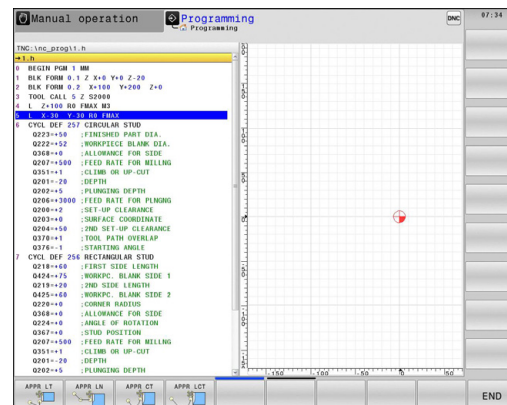 Manual operation
Programming
Programming
DNC
07:34
TNC:\nc_prog\1.h
→1.h
0 BEGIN PGM 1 MM
1 BLK FORM 0.1 Z X+0 Y+0 Z-20
2 BLK FORM 0.2 X+100 Y+200 Z+0
3 TOOL CALL 5 Z S2000
4 L Z+100 R0 FMAX M3
5 L X-30 Y-30 R0 FMAX
6 CYCL DEF 257 CIRCULAR STUD
Q223=+50 ;FINISHED PART DIA.
Q222=+52 ;WORKPIECE BLANK DIA.
Q368=+0 ;ALLOWANCE FOR SIDE
Q207=+500 ;FEED RATE FOR MILLNG
Q351=+1 ;CLIMB OR UP-CUT
Q201=-20 ;DEPTH
Q202=+5 ;PLUNGING DEPTH
Q206=+3000 ;FEED RATE FOR PLNGNG
Q200=+2 ;SET-UP CLEARANCE
Q203=+0 ;SURFACE COORDINATE
Q204=+50 ;2ND SET-UP CLEARANCE
Q370=+1 ;TOOL PATH OVERLAP
Q376=-1 ;STARTING ANGLE
7 CYCL DEF 256 RECTANGULAR STUD
Q218=+60 ;FIRST SIDE LENGTH
Q424=+75 ;WORKPC. BLANK SIDE 1
Q219=+20 ;2ND SIDE LENGTH
Q425=+60 ;WORKPC. BLANK SIDE 2
Q220=+0 ;CORNER RADIUS
Q368=+0 ;ALLOWANCE FOR SIDE
Q224=+0 ;ANGLE OF ROTATION
Q367=+0 ;STUD POSITION
Q207=+500 ;FEED RATE FOR MILLNG
Q351=+1 ;CLIMB OR UP-CUT
Q201=-20 ;DEPTH
Q202=+5 ;PLUNGING DEPTH
100
50
0
-50
-100
-150 -100 -50 0 50
APPR LT
APPR LN
APPR CT
APPR LCT
END